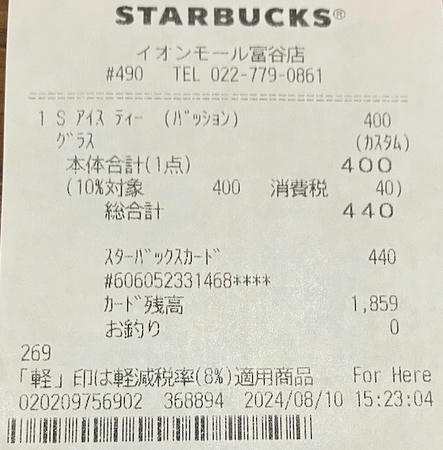 STARBUCKS®
イオンモール富谷店
#490 TEL 022-779-0861
1 S アイス ティー (パッション) 400
グラス (カスタム)
本体合計(1点) 400
(10%対象 400 消費税 40)
総合計 440
スターバックスカード 440
#606052331468****
カード残高 1,859
お釣り 0
269
「軽」印は軽減税率(8%)適用商品 For Here
020209756902 368894 2024/08/10 15:23:04